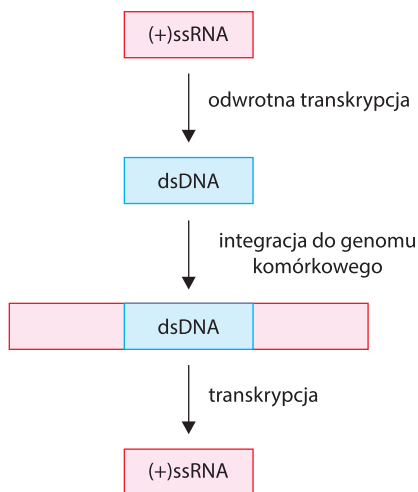 (+)ssRNA
odwrotna transkrypcja
dsDNA
integracja do genomu
komórkowego
dsDNA
transkrypcja
(+)ssRNA